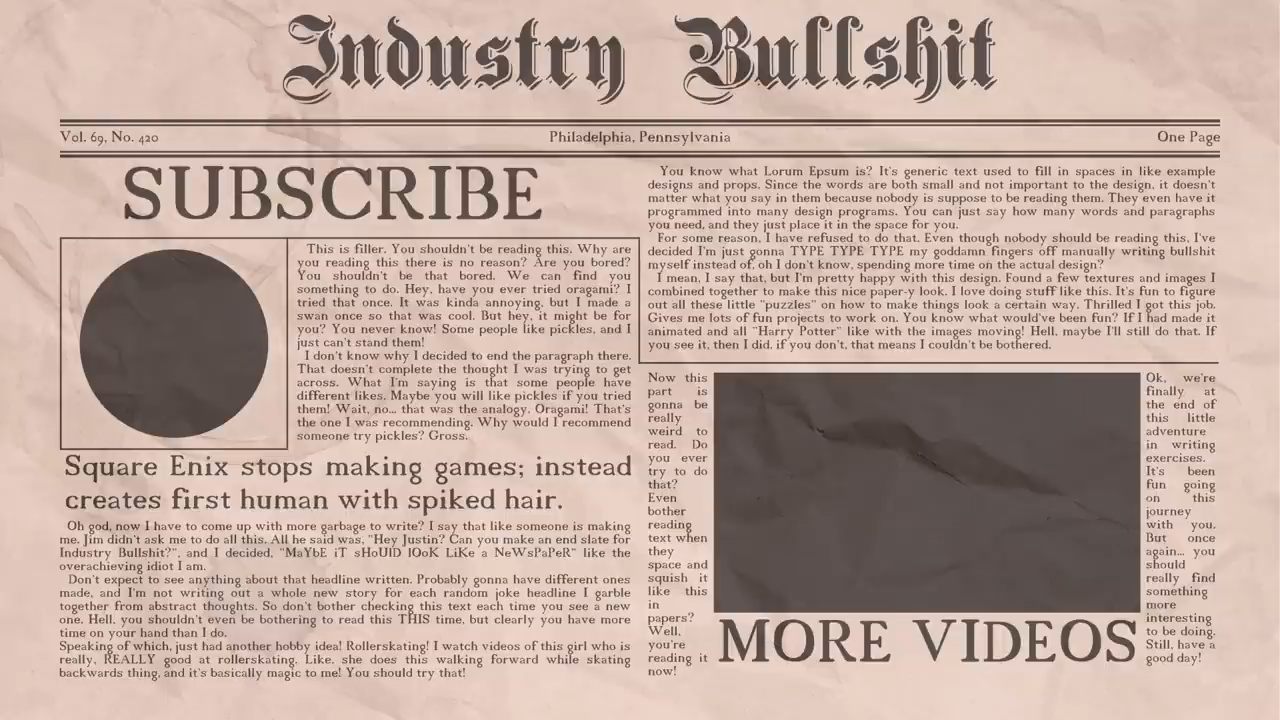 Industry Bullshit
Vol. 69, No. 420
Philadelphia, Pennsylvania
One Page
SUBSCRIBE
This is filler. You shouldn't be reading this. Why are
you reading this there is no reason? Are you bored?
You shouldn't be that bored. We can find you
something to do. Hey, have you ever tried oragami? I
tried that once. It was kinda annoying, but I made a
swan once so that was cool. But hey, it might be for
you? You never know! Some people like pickles, and I
just can't stand them!
I don't know why I decided to end the paragraph there.
That doesn't complete the thought I was trying to get
across. What I'm saying is that some people have
different likes. Maybe you will like pickles if you tried
them! Wait, no... that was the analogy. Oragami! That's
the one I was recommending. Why would I recommend
someone try pickles? Gross.
Square Enix stops making games; instead
creates first human with spiked hair.
Oh god, now I have to come up with more garbage to write? I say that like someone is making
me. Jim didn't ask me to do all this. All he said was, "Hey Justin? Can you make an end slate for
Industry Bullshit?", and I decided, "MaYbE iT sHoUlD lOoK LiKe a NeWsPaPeR" like the
overachieving idiot I am.
Don't expect to see anything about that headline written. Probably gonna have different ones
made, and I'm not writing out a whole new story for each random joke headline I garble
together from abstract thoughts. So don't bother checking this text each time you see a new
one. Hell, you shouldn't even be bothering to read this THIS time, but clearly you have more
time on your hand than I do.
Speaking of which, just had another hobby idea! Rollerskating! I watch videos of this girl who is
really, REALLY good at rollerskating. Like, she does this walking forward while skating
backwards thing, and it's basically magic to me! You should try that!
You know what Lorum Epsum is? It's generic text used to fill in spaces in like example
designs and props. Since the words are both small and not important to the design, it doesn't
matter what you say in them because nobody is suppose to be reading them. They even have it
programmed into many design programs. You can just say how many words and paragraphs
you need, and they just place it in the space for you.
For some reason, I have refused to do that. Even though nobody should be reading this, I've
decided I'm just gonna TYPE TYPE TYPE my goddamn fingers off manually writing bullshit
myself instead of, oh I don't know, spending more time on the actual design?
I mean, I say that, but I'm pretty happy with this design. Found a few textures and images I
combined together to make this nice paper-y look. I love doing stuff like this. It's fun to figure
out all these little "puzzles" on how to make things look a certain way. Thrilled I got this job.
Gives me lots of fun projects to work on. You know what would've been fun? If I had made it
animated and all "Harry Potter" like with the images moving! Hell, maybe I'll still do that. If
you see it, then I did, if you don't, that means I couldn't be bothered.
Now this
part is
gonna be
really
weird to
read. Do
you ever
try to do
that?
Even
bother
reading
text when
they
space and
squish it
like this
in
papers?
Well,
you're
reading it
now!
MORE VIDEOS
Ok, we're
finally at
the end of
this little
adventure
in writing
exercises.
It's been
fun going
on this
journey
with you.
But once
again... you
should
really find
something
more
interesting
to be doing.
Still, have a
good day!